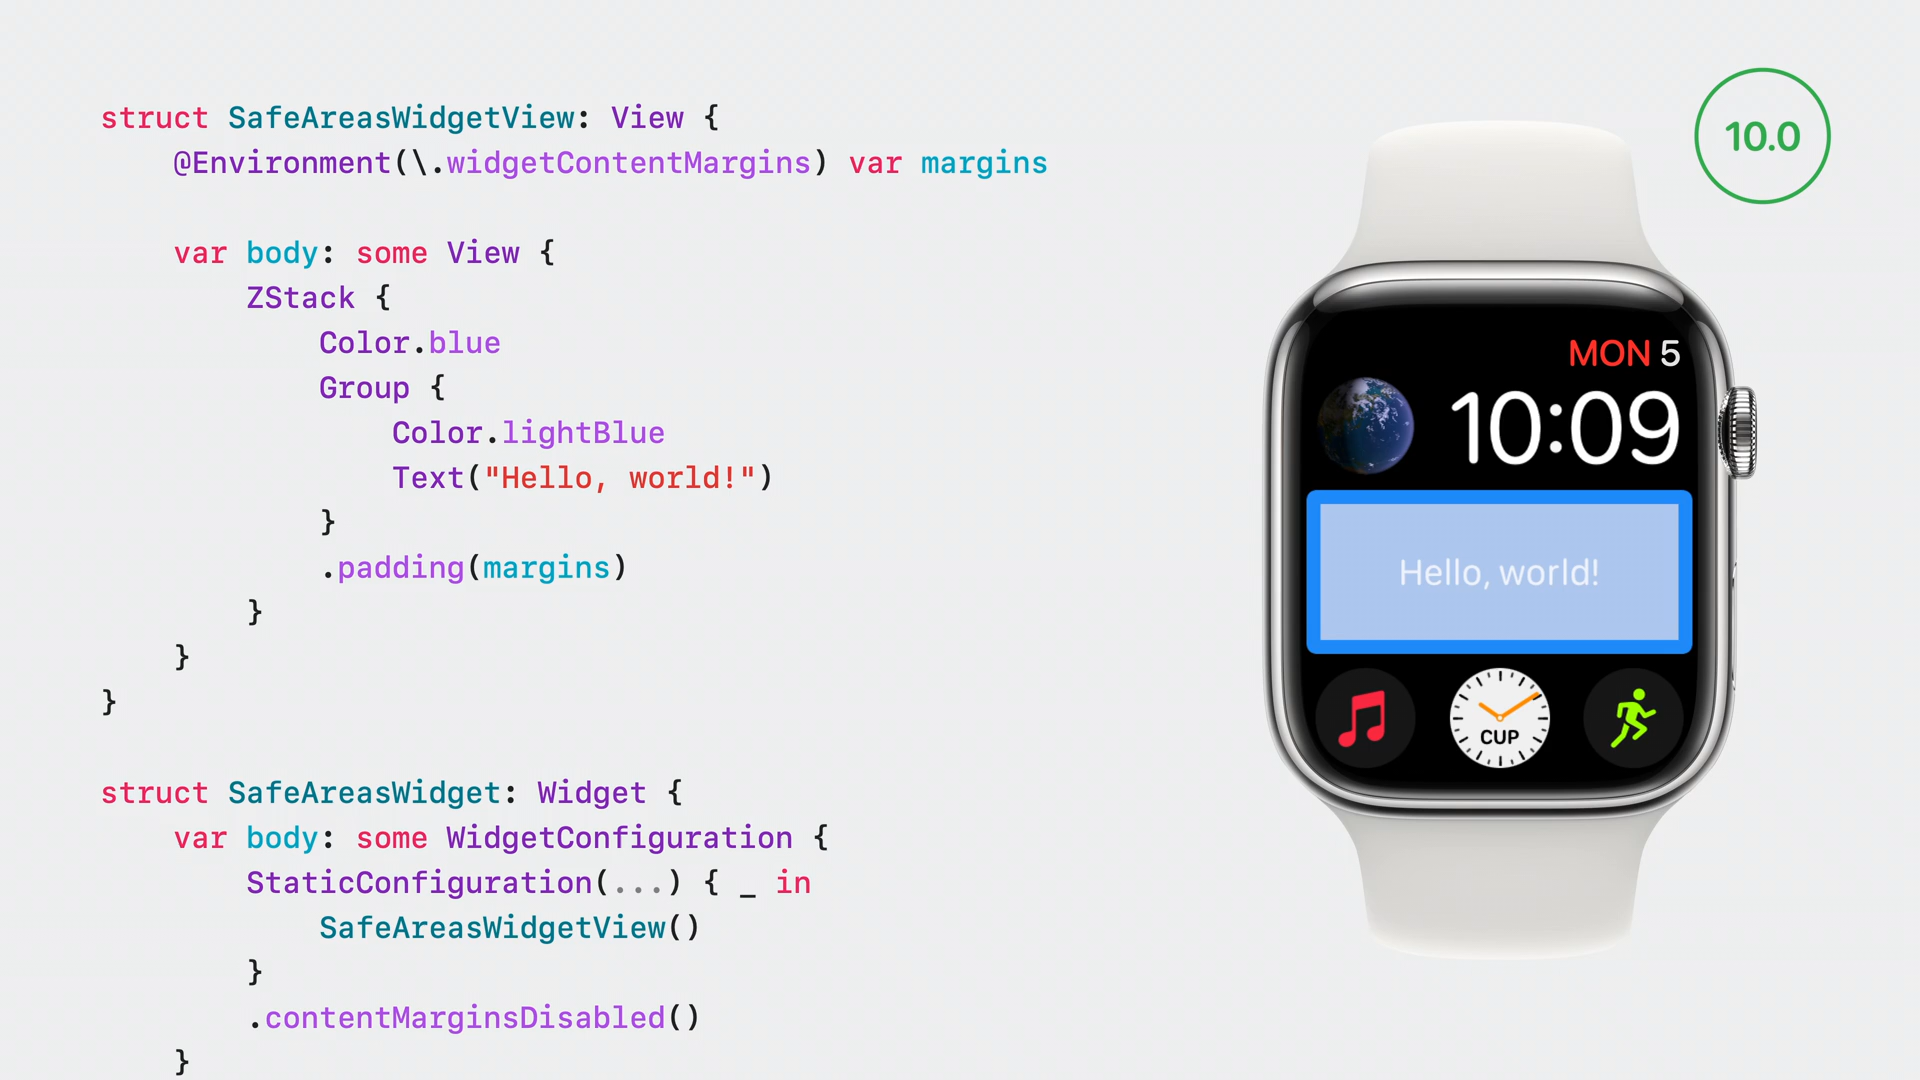 struct SafeAreasWidgetView: View {
    @Environment(\.widgetContentMargins) var margins

    var body: some View {
        ZStack {
            Color.blue
            Group {
                Color.lightBlue
                Text("Hello, world!")
            }
            .padding(margins)
        }
    }
}

struct SafeAreasWidget: Widget {
    var body: some WidgetConfiguration {
        StaticConfiguration(...) { _ in
            SafeAreasWidgetView()
        }
        .contentMarginsDisabled()
    }
10.0
MON 5
10:09
Hello, world!
CUP